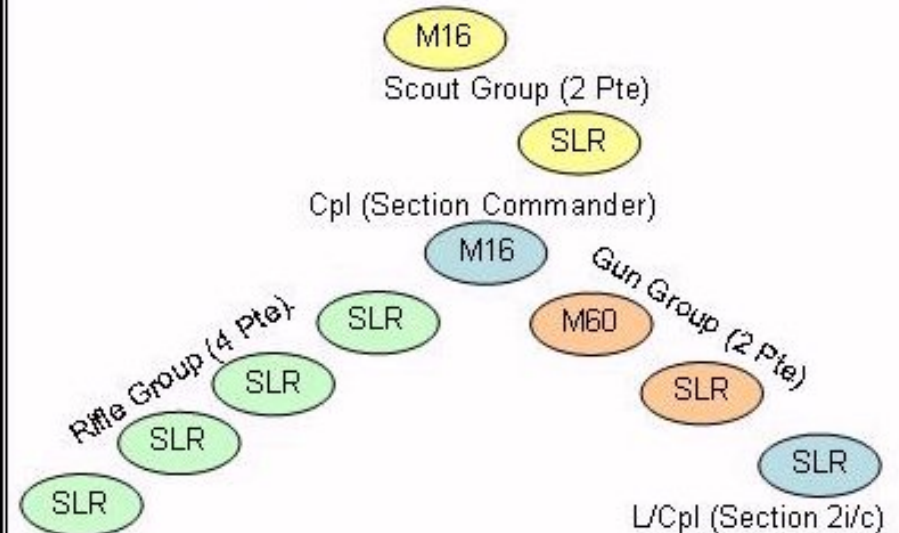 M16
Scout Group (2 Pte)
SLR
Cpl (Section Commander)
M16
Gun Group (2 Pte)
Rifle Group (4 Pte)
SLR
M60
SLR
SLR
SLR
SLR
SLR
L/Cpl (Section 2i/c)